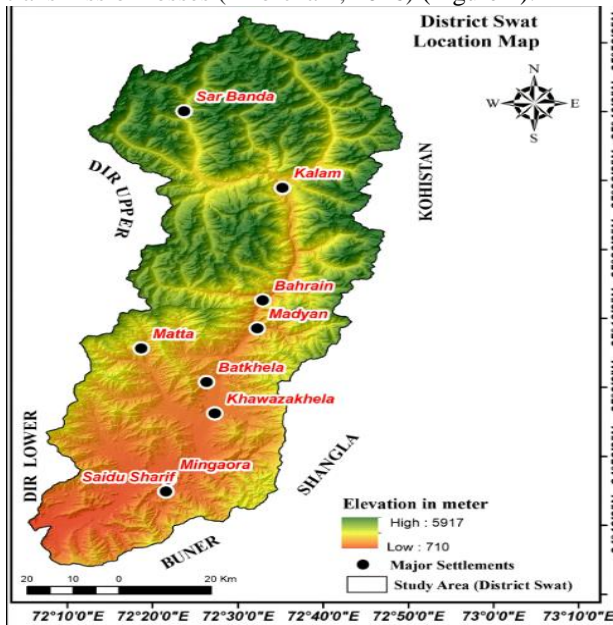 District Swat
Location Map
N
W
E
S
Sar Banda
DIR UPPER
Kalam
KOHISTAN
Bahrain
Madyan
Matta
Batkhela
Khawazakhela
DIR LOWER
Mingaora
Saidu Sharif
SHANGLA
BUNER
Elevation in meter
High : 5917
Low : 710
Major Settlements
Study Area (District Swat)
20 10 0 20 Km
72°10'0"E 72°20'0"E 72°30'0"E 72°40'0"E 72°50'0"E 73°0'0"E 73°10'0"E